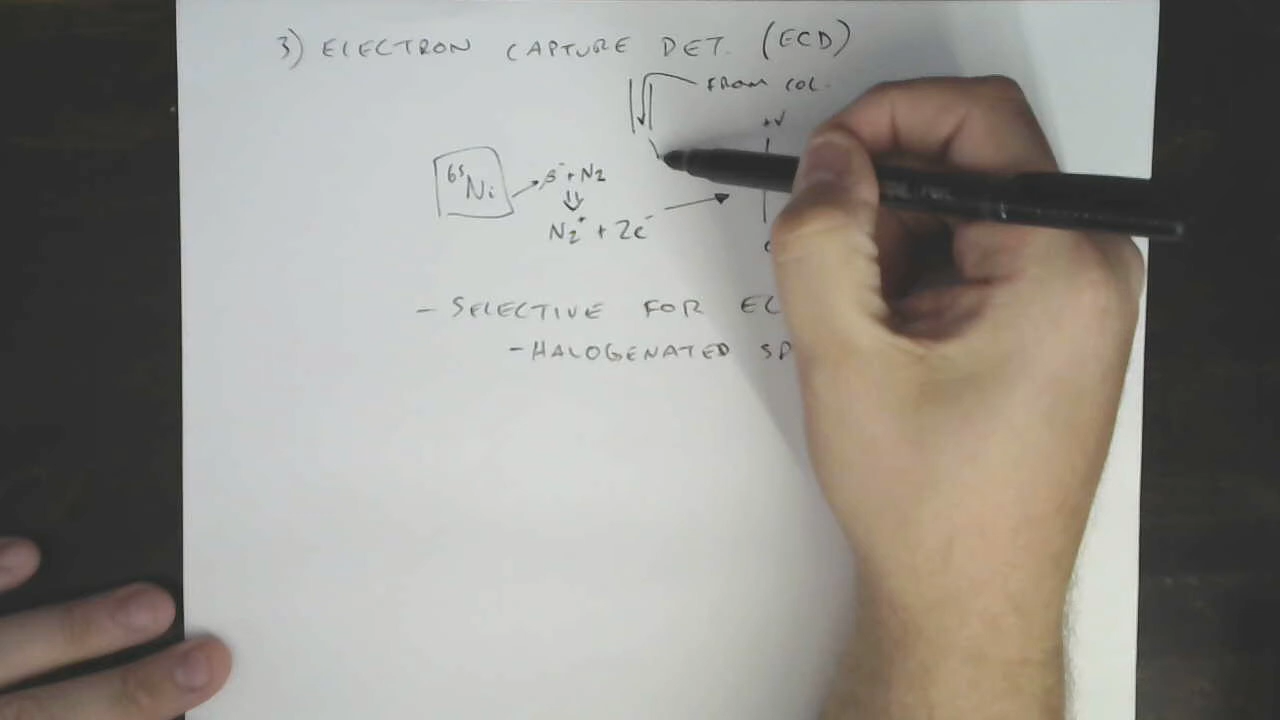 3) ELECTRON CAPTURE DET. (ECD)
FROM COL.
+V
⁶³Ni → β⁻ + N₂
⇓
N₂⁺ + 2e⁻ →
- SELECTIVE FOR
- HALOGENATED